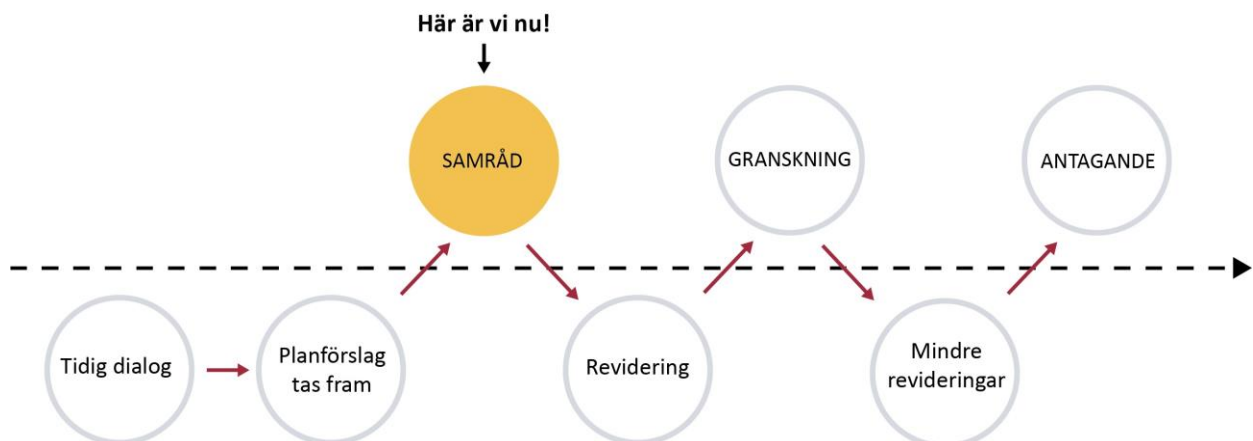 Här är vi nu!
SAMRÅD
GRANSKNING
ANTAGANDE
Tidig dialog
Planförslag
tas fram
Revidering
Mindre
revideringar